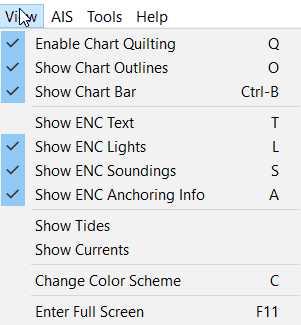 View AIS Tools Help
Enable Chart Quilting Q
Show Chart Outlines O
Show Chart Bar Ctrl-B
Show ENC Text T
Show ENC Lights L
Show ENC Soundings S
Show ENC Anchoring Info A
Show Tides
Show Currents
Change Color Scheme C
Enter Full Screen F11